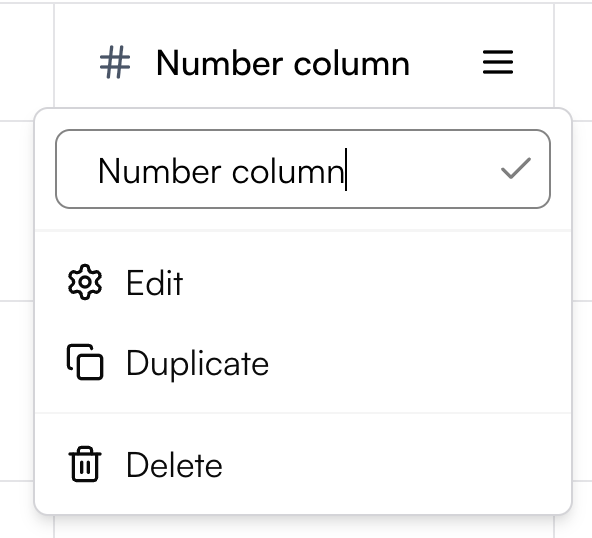 # Number column
Number column
Edit
Duplicate
Delete